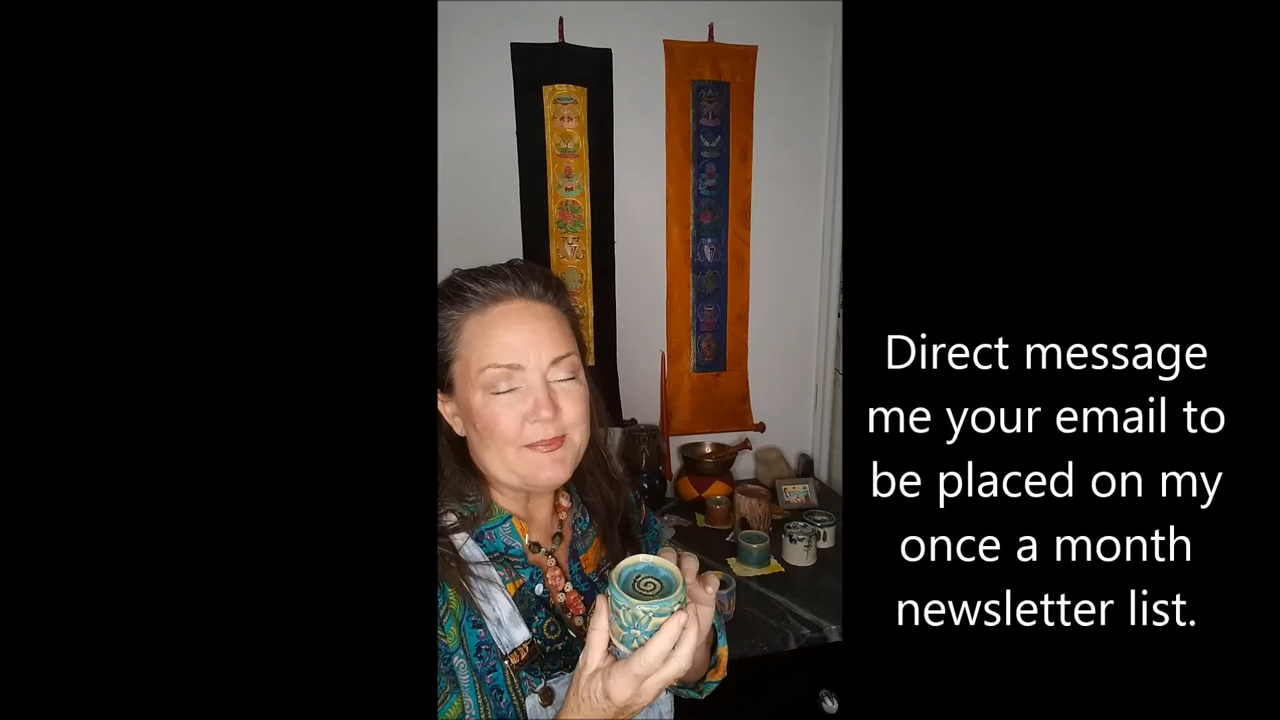 Direct message
me your email to
be placed on my
once a month
newsletter list.